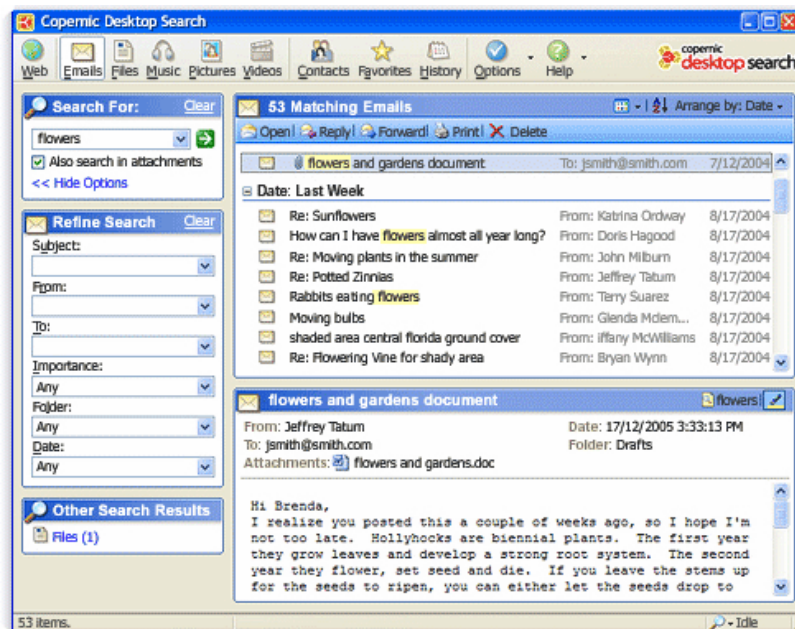 Copernic Desktop Search
Web Emails Files Music Pictures Videos Contacts Favorites History Options Help
copernic
desktop search
Search For: Clear
flowers
Also search in attachments
<< Hide Options
Refine Search Clear
Subject:
From:
To:
Importance:
Any
Folder:
Any
Date:
Any
Other Search Results
Files (1)
53 Matching Emails Arrange by: Date
Open Reply Forward Print Delete
flowers and gardens document To: jsmith@smith.com 7/12/2004
Date: Last Week
Re: Sunflowers From: Katrina Ordway 8/17/2004
How can I have flowers almost all year long? From: Doris Hagood 8/17/2004
Re: Moving plants in the summer From: John Milburn 8/17/2004
Re: Potted Zinnias From: Jeffrey Tatum 8/17/2004
Rabbits eating flowers From: Terry Suarez 8/17/2004
Moving bulbs From: Glenda Mclem... 8/17/2004
shaded area central florida ground cover From: iffany McWilliams 8/17/2004
Re: Flowering Vine for shady area From: Bryan Wynn 8/17/2004
flowers and gardens document flowers
From: Jeffrey Tatum Date: 17/12/2005 3:33:13 PM
To: jsmith@smith.com Folder: Drafts
Attachments: flowers and gardens.doc
Hi Brenda,
I realize you posted this a couple of weeks ago, so I hope I'm
not too late. Hollyhocks are biennial plants. The first year
they grow leaves and develop a strong root system. The second
year they flower, set seed and die. If you leave the stems up
for the seeds to ripen, you can either let the seeds drop to
53 items. Idle